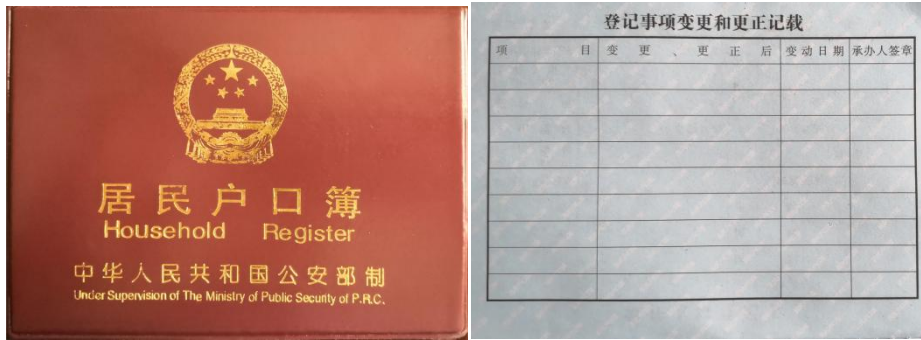 居民户口簿
Household Register
中华人民共和国公安部制
Under Supervision of The Ministry of Public Security of P.R.C.
登记事项变更和更正记载
项目 变更、更正后 变动日期 承办人签章